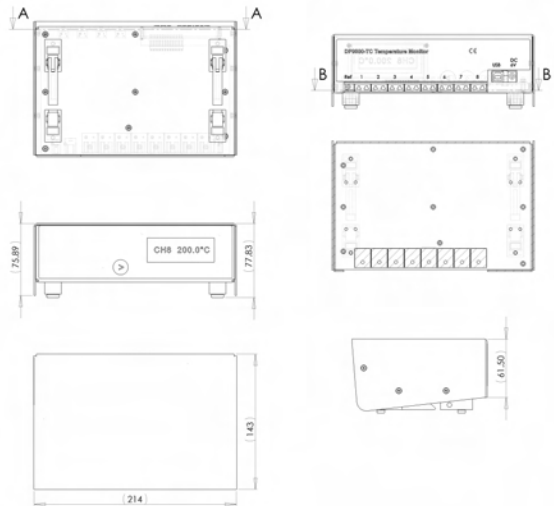 A A
DP9800-TC Temperature Monitor
CE
USB
DC
6V
B B
Ref 1 2 3 4 5 6 7 8
75.89
CH8 200.0°C
77.83
61.50
143
214